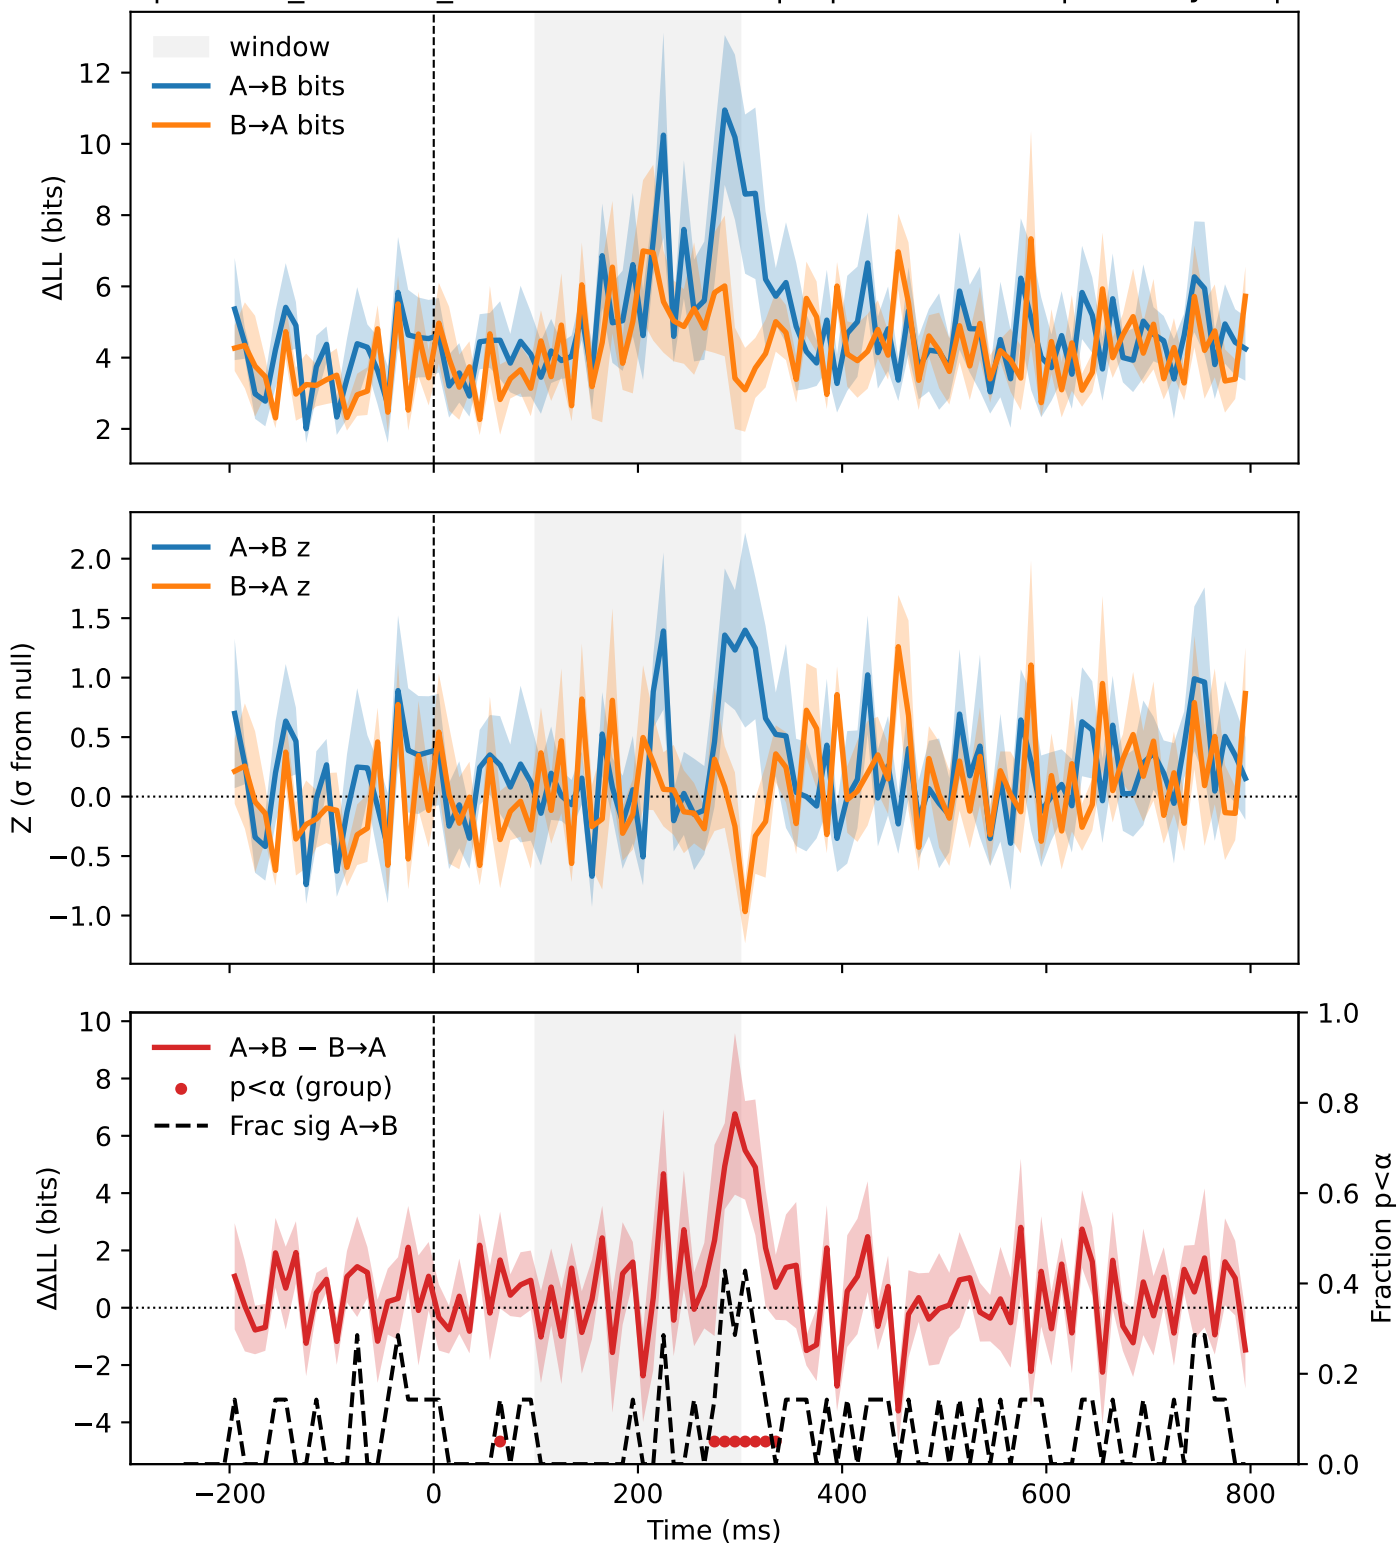 window
A→B bits
B→A bits
12
10
8
6
4
2
ΔLL (bits)
A→B z
B→A z
2.0
1.5
1.0
0.5
0.0
−0.5
−1.0
Z (σ from null)
A→B − B→A
p<α (group)
Frac sig A→B
10
8
6
4
2
0
−2
−4
ΔΔLL (bits)
1.0
0.8
0.6
0.4
0.2
0.0
Fraction p<α
−200 0 200 400 600 800
Time (ms)